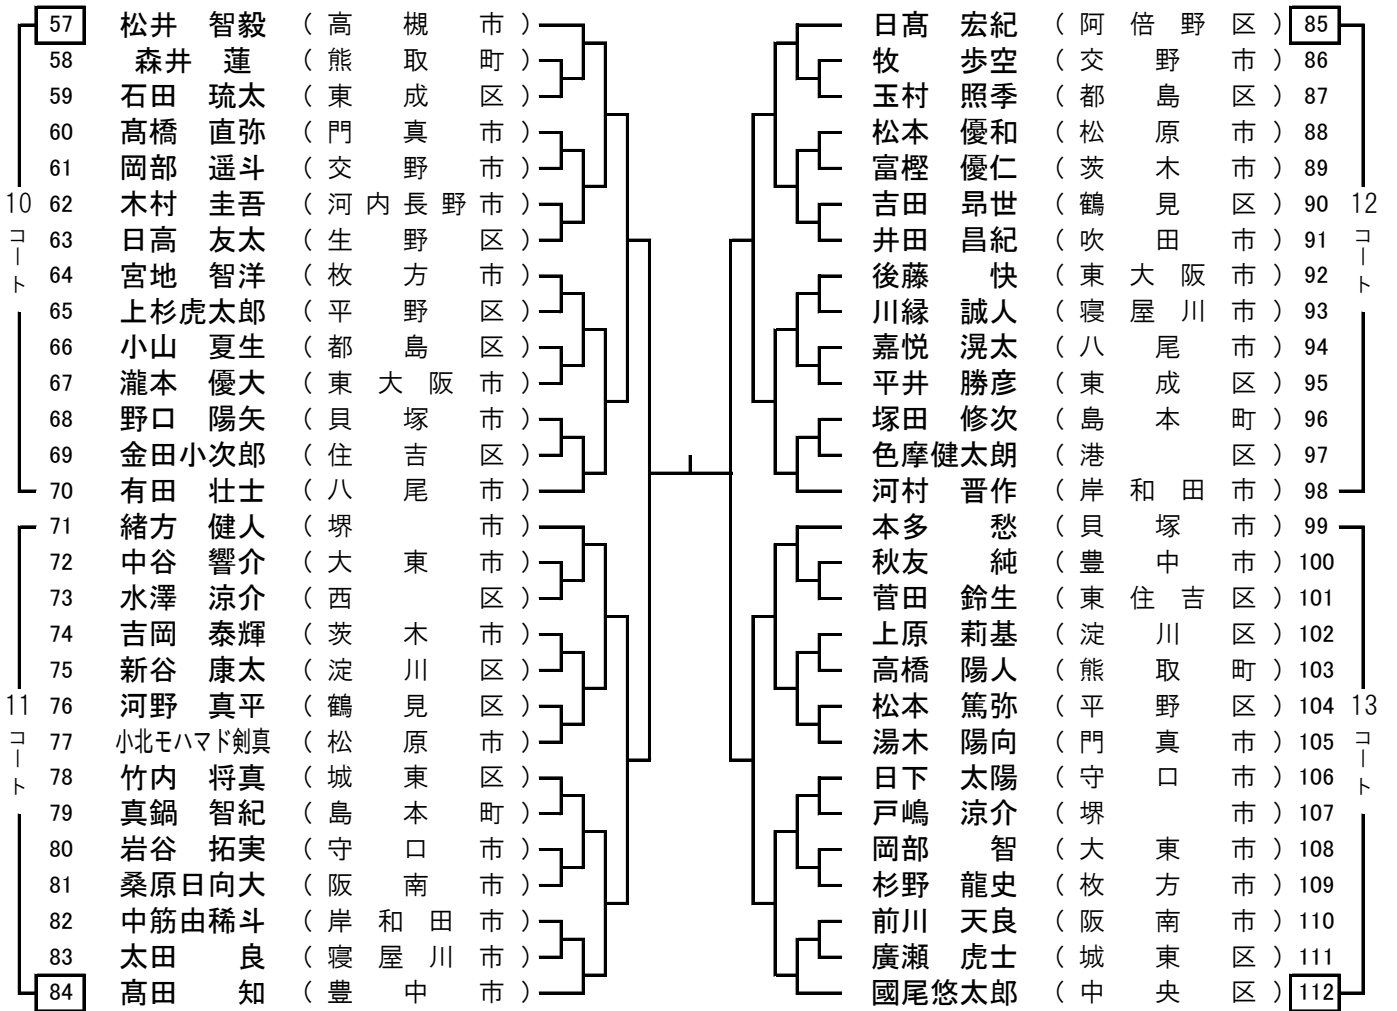 57 松井 智毅 (高槻市) 日髙 宏紀 (阿倍野区) 85
58 森井 蓮 (熊取町) 牧 歩空 (交野市) 86
59 石田 琉太 (東成区) 玉村 照季 (都島区) 87
60 髙橋 直弥 (門真市) 松本 優和 (松原市) 88
61 岡部 遥斗 (交野市) 富樫 優仁 (茨木市) 89
10コート 62 木村 圭吾 (河内長野市) 吉田 昻世 (鶴見区) 90 12コート
63 日高 友太 (生野区) 井田 昌紀 (吹田市) 91
64 宮地 智洋 (枚方市) 後藤 快 (東大阪市) 92
65 上杉虎太郎 (平野区) 川縁 誠人 (寝屋川市) 93
66 小山 夏生 (都島区) 嘉悦 滉太 (八尾市) 94
67 瀧本 優大 (東大阪市) 平井 勝彦 (東成区) 95
68 野口 陽矢 (貝塚市) 塚田 修次 (島本町) 96
69 金田小次郎 (住吉区) 色摩健太朗 (港区) 97
70 有田 壮士 (八尾市) 河村 晋作 (岸和田市) 98
71 緒方 健人 (堺市) 本多 愁 (貝塚市) 99
72 中谷 響介 (大東市) 秋友 純 (豊中市) 100
73 水澤 涼介 (西区) 菅田 鈴生 (東住吉区) 101
74 吉岡 泰輝 (茨木市) 上原 莉基 (淀川区) 102
75 新谷 康太 (淀川区) 高橋 陽人 (熊取町) 103
11コート 76 河野 真平 (鶴見区) 松本 篤弥 (平野区) 104 13コート
77 小北モハマド剣真 (松原市) 湯木 陽向 (門真市) 105
78 竹内 将真 (城東区) 日下 太陽 (守口市) 106
79 真鍋 智紀 (島本町) 戸嶋 涼介 (堺市) 107
80 岩谷 拓実 (守口市) 岡部 智 (大東市) 108
81 桑原日向大 (阪南市) 杉野 龍史 (枚方市) 109
82 中筋由稀斗 (岸和田市) 前川 天良 (阪南市) 110
83 太田 良 (寝屋川市) 廣瀬 虎士 (城東区) 111
84 髙田 知 (豊中市) 國尾悠太郎 (中央区) 112